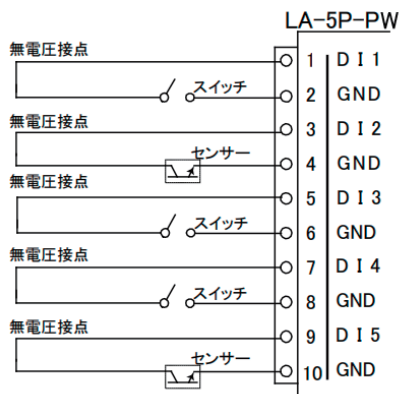 LA-5P-PW
無電圧接点
1 DI1
スイッチ 2 GND
無電圧接点
3 DI2
センサー 4 GND
無電圧接点
5 DI3
スイッチ 6 GND
無電圧接点
7 DI4
スイッチ 8 GND
無電圧接点
9 DI5
センサー 10 GND